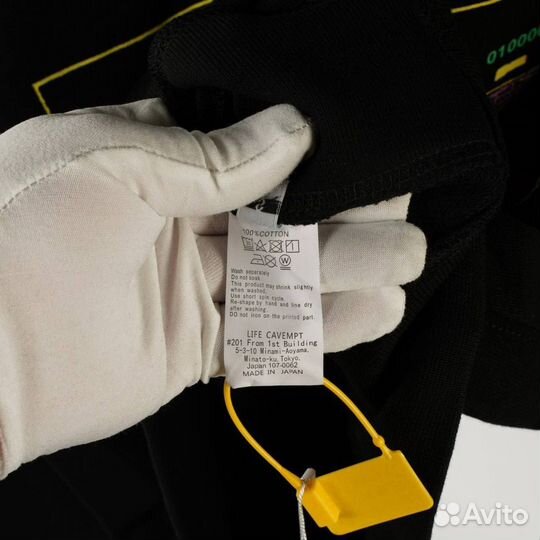 01000
100%COTTON
Wash separately
Do not soak.
This product may shrink slightly
when washed.
Use short spin cycle.
Re-shape by hand and line dry
after washing.
DO not iron on the printed part.
LIFE CAVEMPT
#201 From 1st Building
5-3-10 Minami-Aoyama,
Minato-ku, Tokyo,
Japan 107-0062
MADE IN JAPAN
Avito